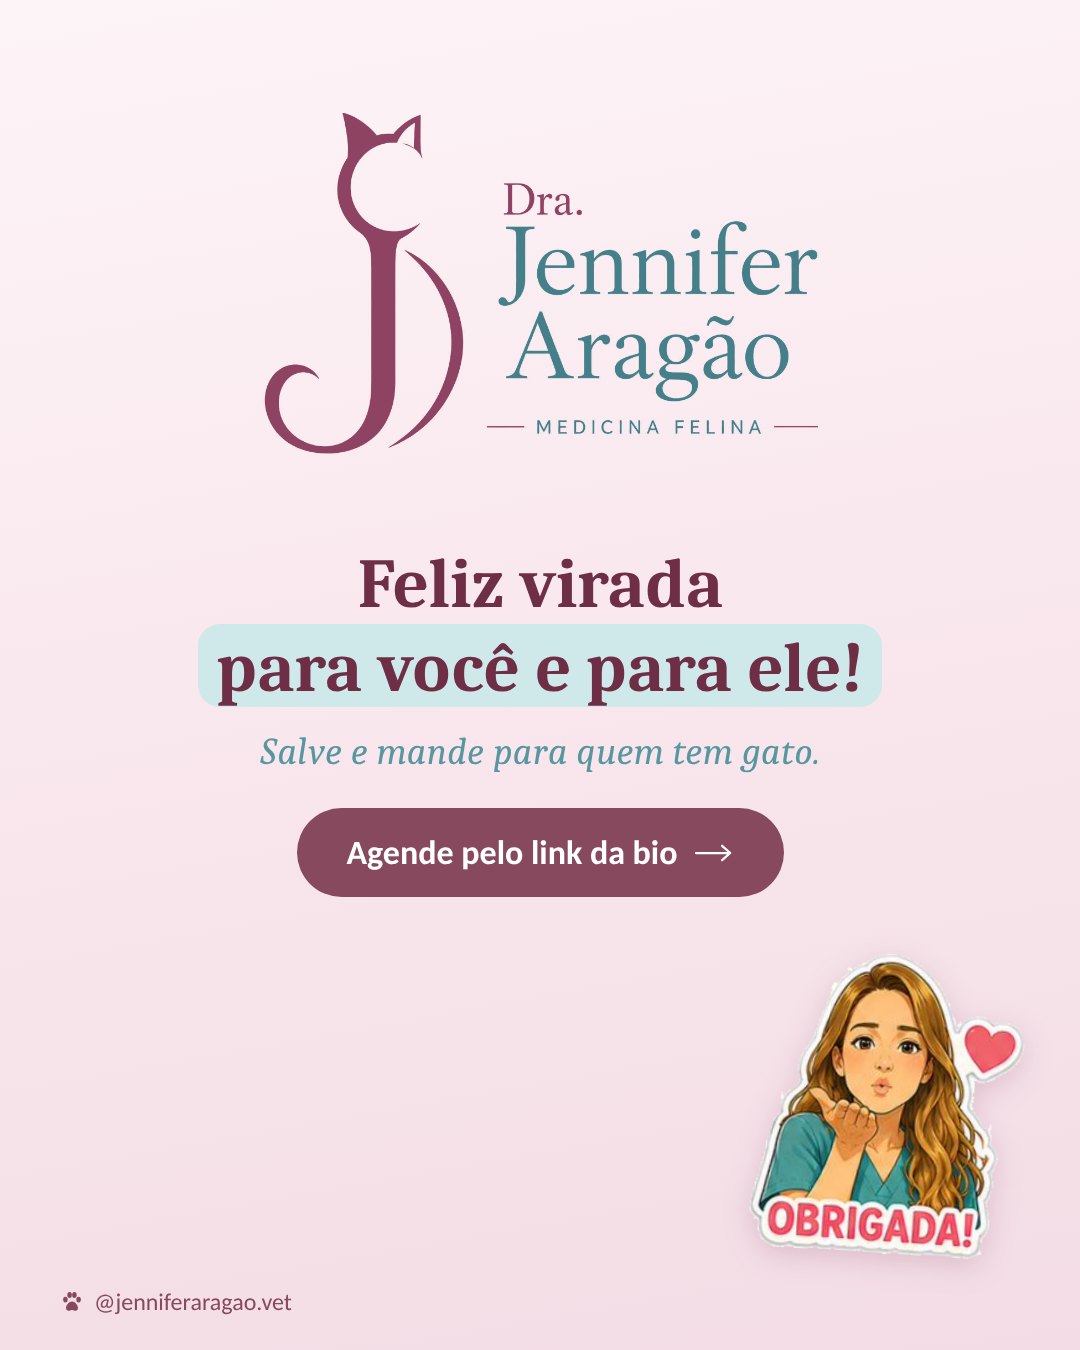 Dra.
Jennifer
Aragão
MEDICINA FELINA
Feliz virada
para você e para ele!
Salve e mande para quem tem gato.
Agende pelo link da bio
OBRIGADA!
@jenniferaragao.vet